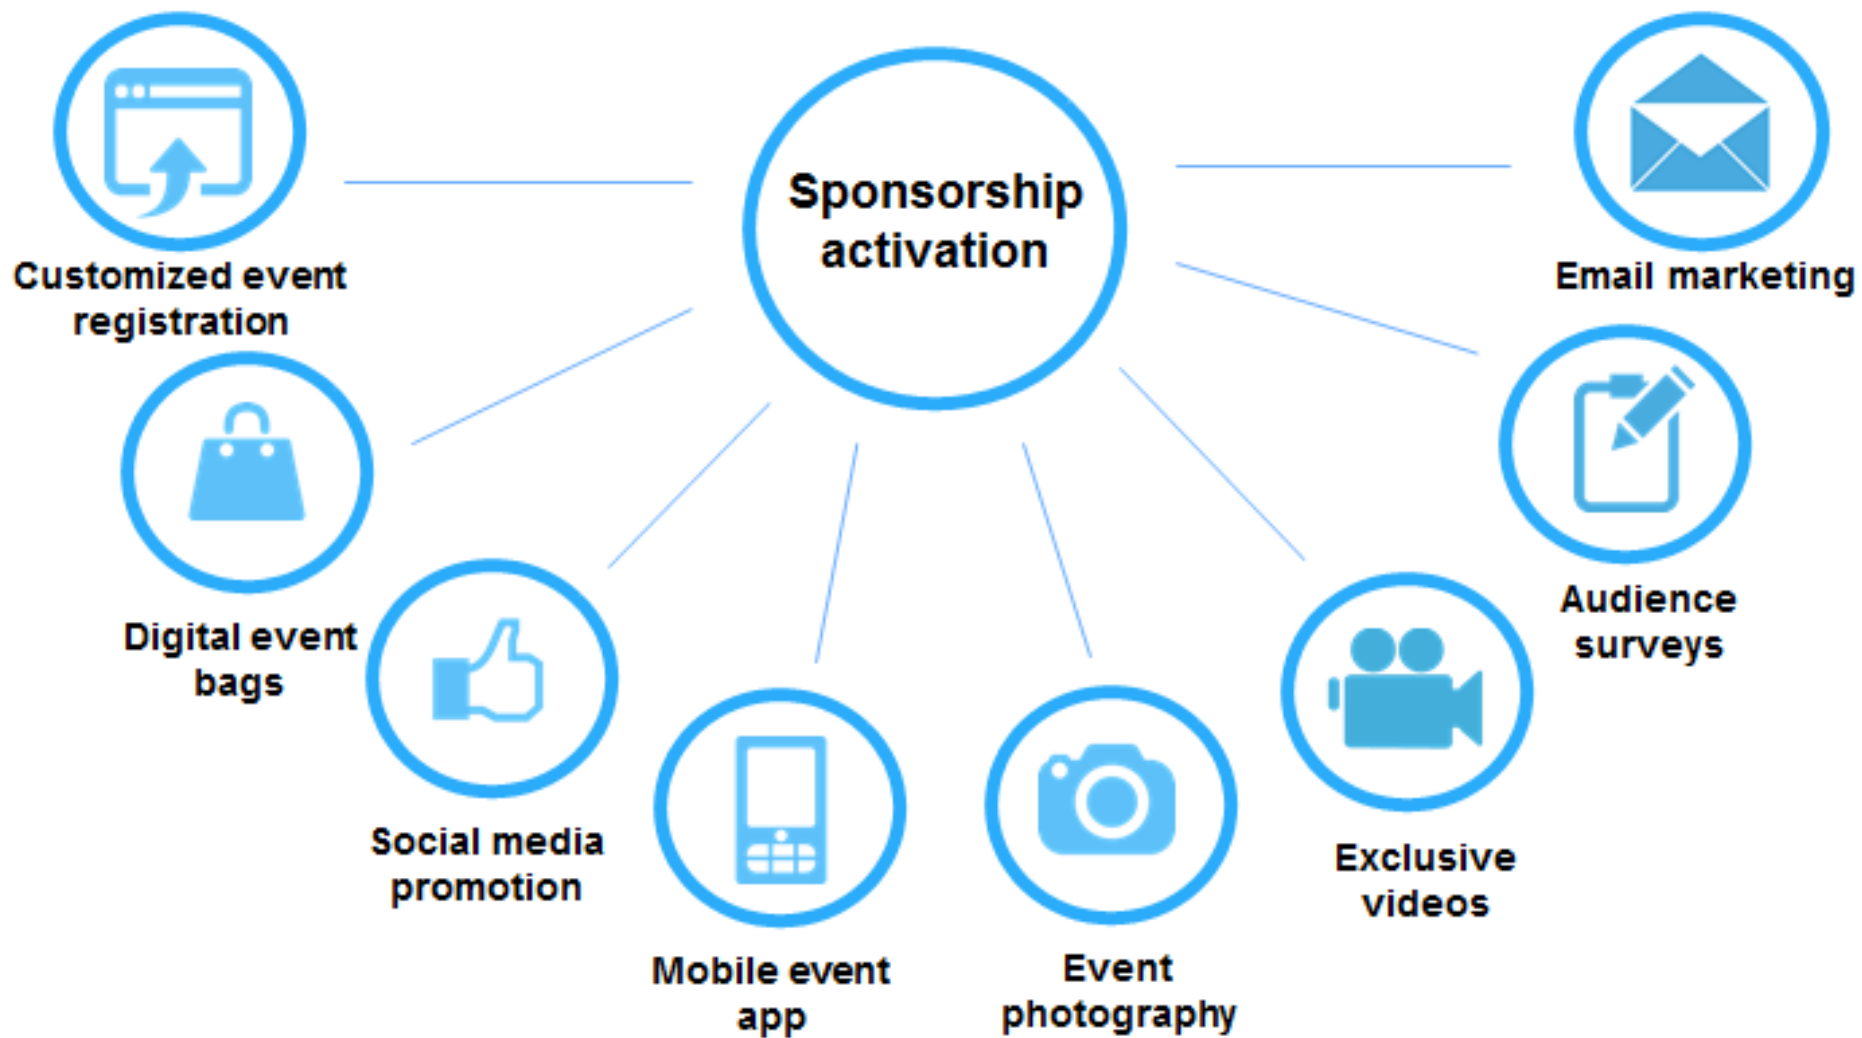 Sponsorship
activation
Customized event
registration
Digital event
bags
Social media
promotion
Mobile event
app
Event
photography
Exclusive
videos
Audience
surveys
Email marketing